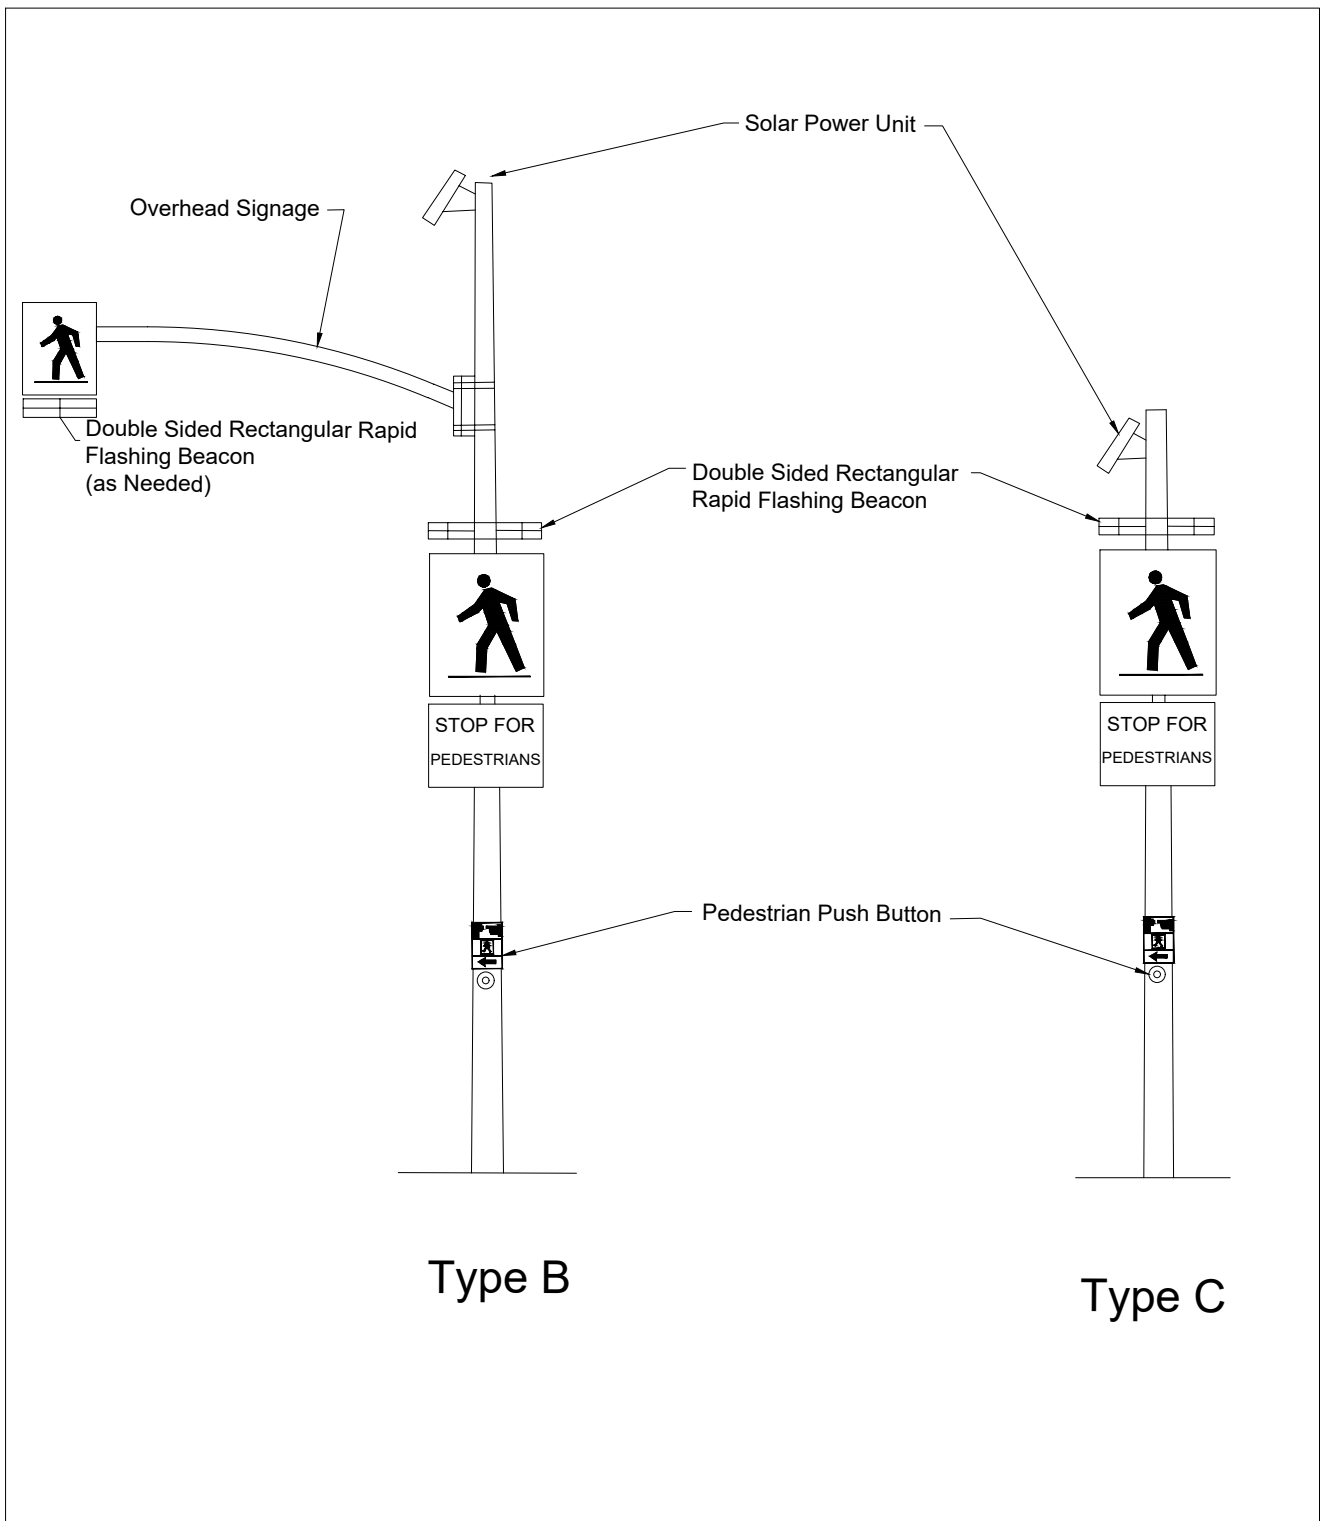 Solar Power Unit
Overhead Signage
Double Sided Rectangular Rapid
Flashing Beacon
(as Needed)
Double Sided Rectangular
Rapid Flashing Beacon
STOP FOR
PEDESTRIANS
STOP FOR
PEDESTRIANS
Pedestrian Push Button
Type B
Type C